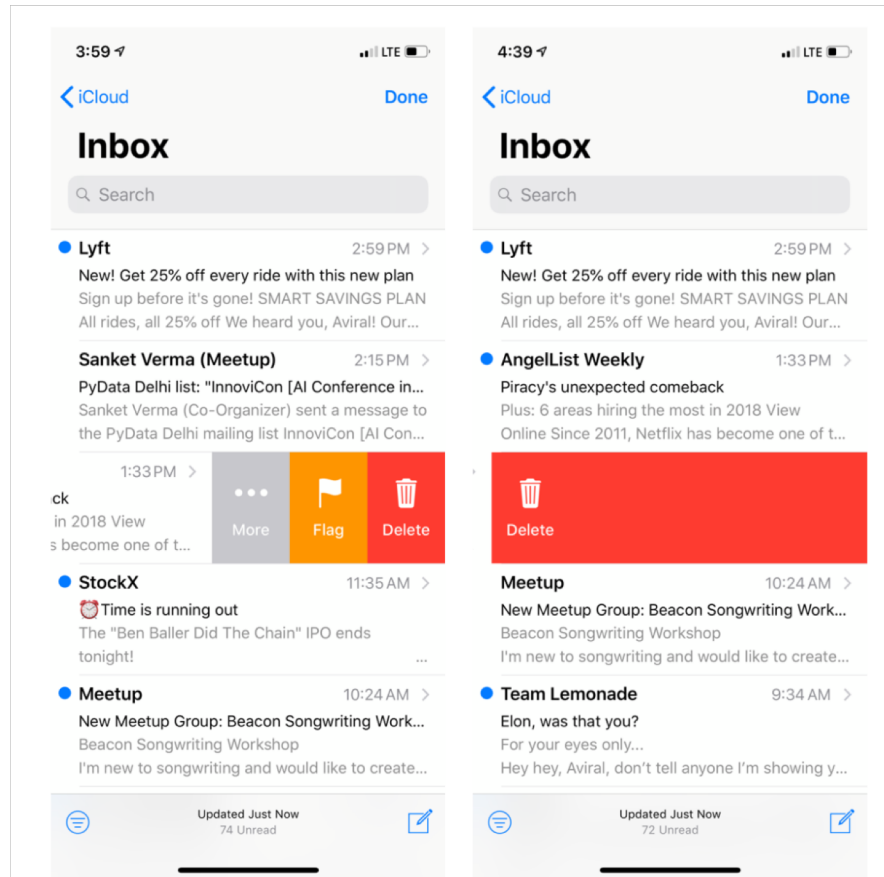 3:59
LTE
iCloud
Done
Inbox
Search
Lyft
2:59 PM
New! Get 25% off every ride with this new plan
Sign up before it's gone! SMART SAVINGS PLAN
All rides, all 25% off We heard you, Aviral! Our...
Sanket Verma (Meetup)
2:15 PM
PyData Delhi list: "InnoviCon [AI Conference in...
Sanket Verma (Co-Organizer) sent a message to
the PyData Delhi mailing list InnoviCon [AI Con...
1:33 PM
ck
in 2018 View
s become one of t...
More
Flag
Delete
StockX
11:35 AM
⏰Time is running out
The "Ben Baller Did The Chain" IPO ends
tonight!
...
Meetup
10:24 AM
New Meetup Group: Beacon Songwriting Work...
Beacon Songwriting Workshop
I'm new to songwriting and would like to create...
Updated Just Now
74 Unread
4:39
LTE
iCloud
Done
Inbox
Search
Lyft
2:59 PM
New! Get 25% off every ride with this new plan
Sign up before it's gone! SMART SAVINGS PLAN
All rides, all 25% off We heard you, Aviral! Our...
AngelList Weekly
1:33 PM
Piracy's unexpected comeback
Plus: 6 areas hiring the most in 2018 View
Online Since 2011, Netflix has become one of t...
Delete
Meetup
10:24 AM
New Meetup Group: Beacon Songwriting Work...
Beacon Songwriting Workshop
I'm new to songwriting and would like to create...
Team Lemonade
9:34 AM
Elon, was that you?
For your eyes only...
Hey hey, Aviral, don't tell anyone I'm showing y...
Updated Just Now
72 Unread